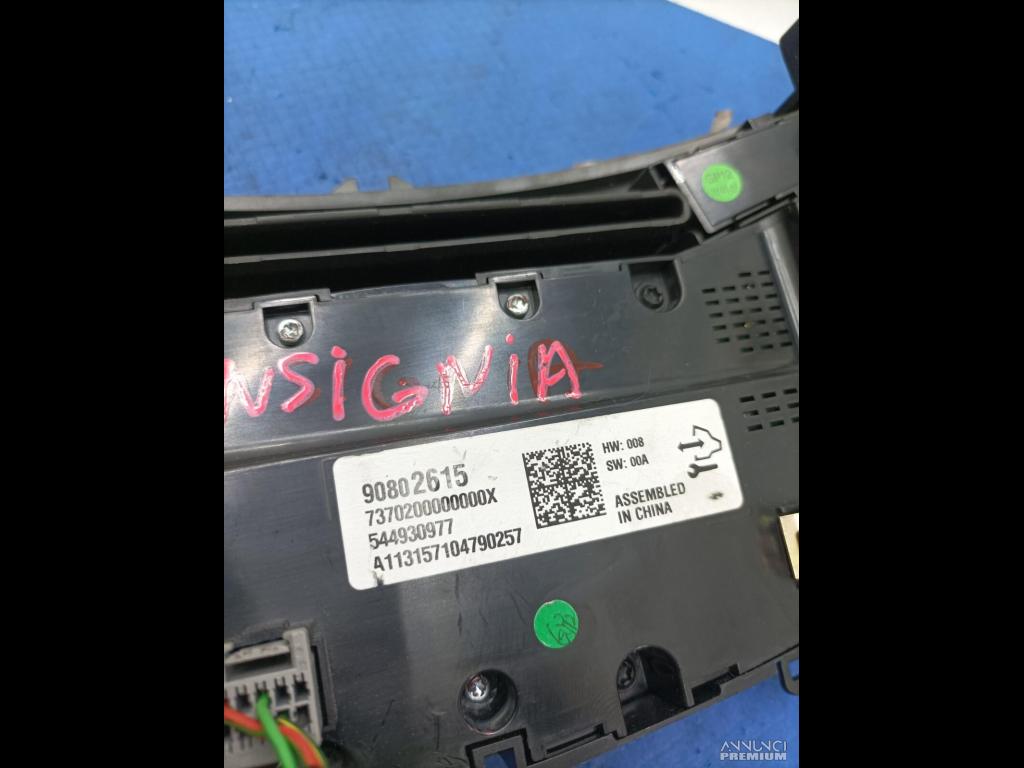 NSiGNiA
90802615
7370200000000X
544930977
A113157104790257
HW: 008
SW: 00A
ASSEMBLED
IN CHINA
ANNUNCI
PREMIUM